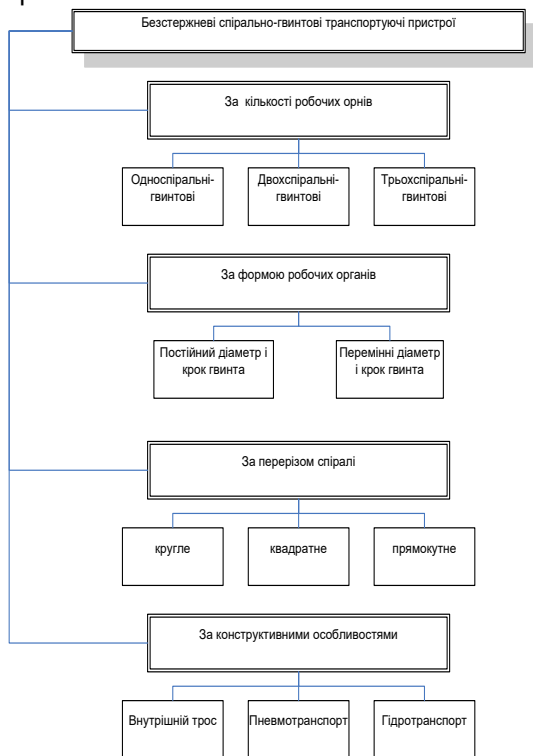 Безстержневі спірально-гвинтові транспортуючі пристрої
За кількості робочих орнів
Односпіральні-
гвинтові
Двохспіральні-
гвинтові
Трьохспіральні-
гвинтові
За формою робочих органів
Постійний діаметр і
крок гвинта
Перемінні діаметр
і крок гвинта
За перерізом спіралі
кругле
квадратне
прямокутне
За конструктивними особливостями
Внутрішній трос
Пневмотранспорт
Гідротранспорт